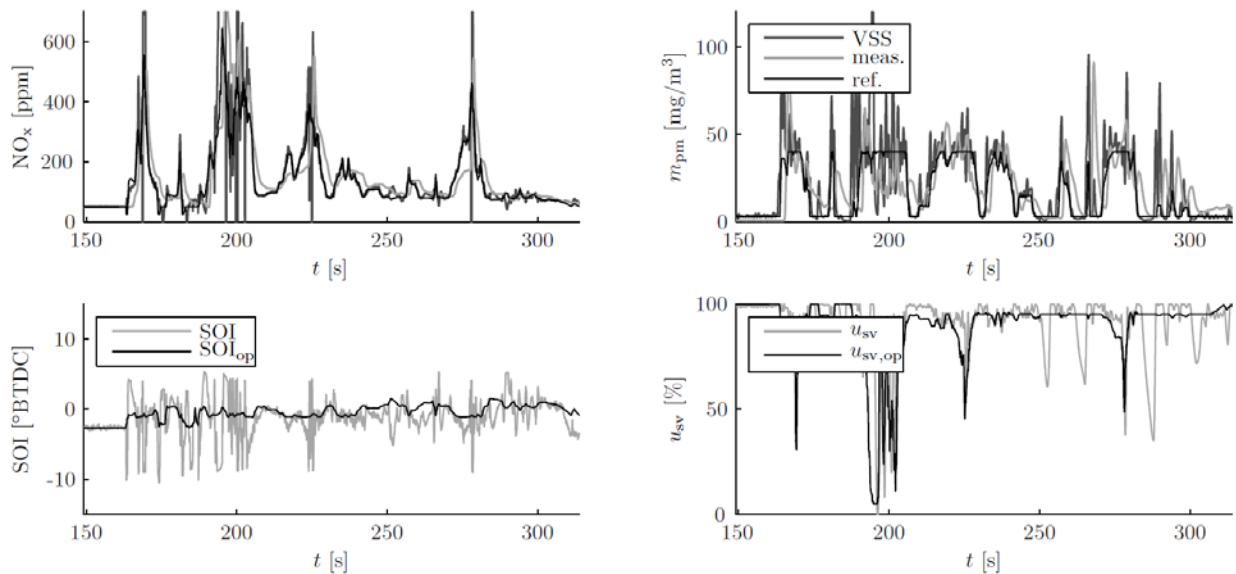 600
400
200
0
NOx [ppm]
150 200 250 300
t [s]
100
50
0
mpm [mg/m³]
VSS
meas.
ref.
150 200 250 300
t [s]
10
0
-10
SOI [°BTDC]
SOI
SOIop
150 200 250 300
t [s]
100
50
0
usv [%]
usv
usv,op
150 200 250 300
t [s]